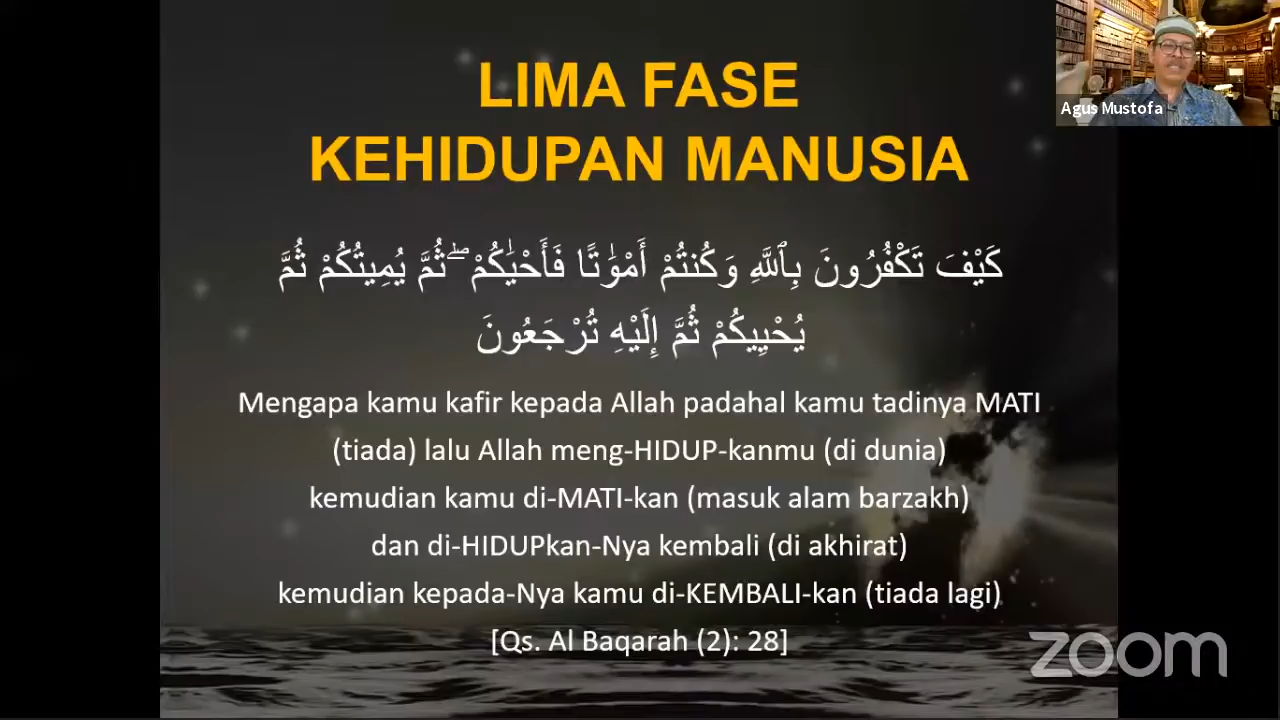 LIMA FASE
KEHIDUPAN MANUSIA
Agus Mustofa
كَيْفَ تَكْفُرُونَ بِٱللَّهِ وَكُنتُمْ أَمْوَٰتًا فَأَحْيَٰكُمْ ۖ ثُمَّ يُمِيتُكُمْ ثُمَّ
يُحْيِيكُمْ ثُمَّ إِلَيْهِ تُرْجَعُونَ
Mengapa kamu kafir kepada Allah padahal kamu tadinya MATI
(tiada) lalu Allah meng-HIDUP-kanmu (di dunia)
kemudian kamu di-MATI-kan (masuk alam barzakh)
dan di-HIDUPkan-Nya kembali (di akhirat)
kemudian kepada-Nya kamu di-KEMBALI-kan (tiada lagi)
[Qs. Al Baqarah (2): 28]
zoom